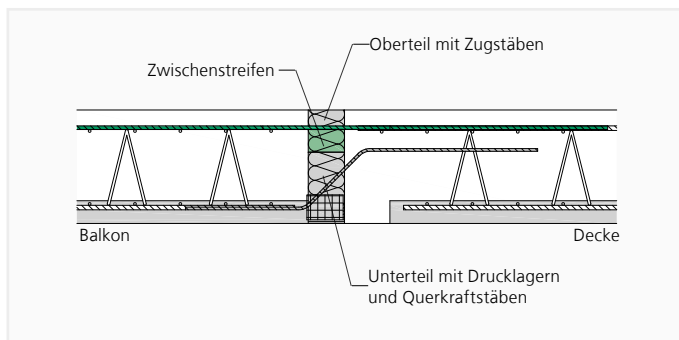 Oberteil mit Zugstäben
Zwischenstreifen
Balkon
Decke
Unterteil mit Drucklagern
und Querkraftstäben